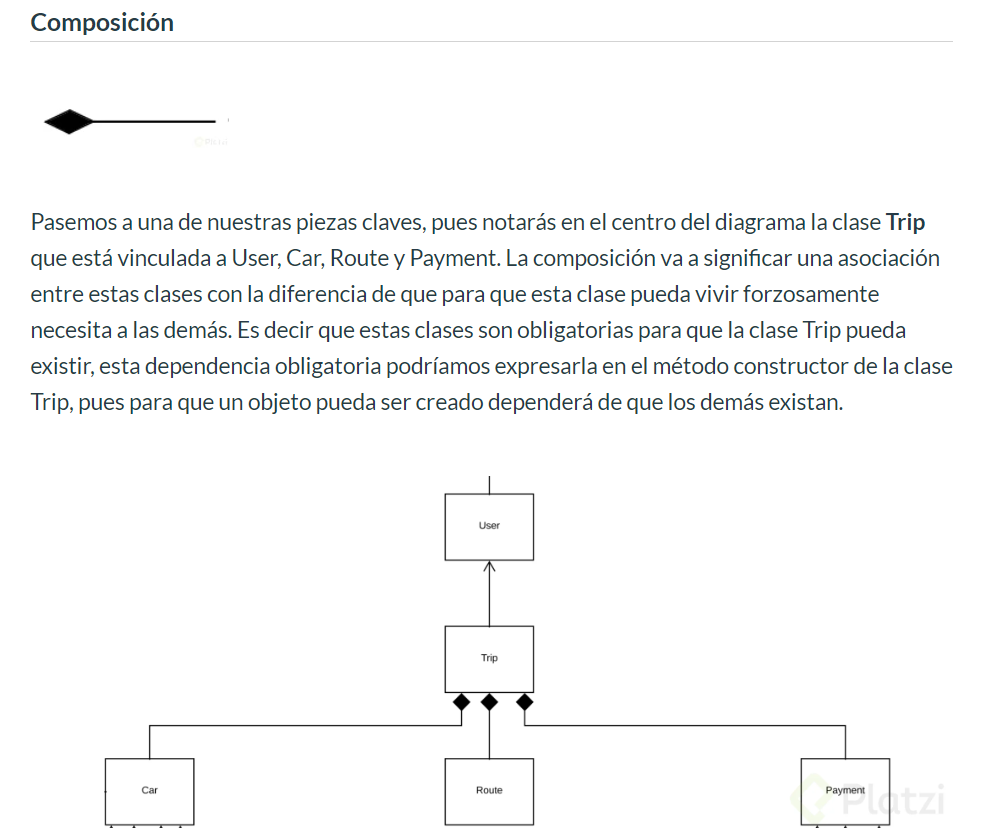 Composición
Pasemos a una de nuestras piezas claves, pues notarás en el centro del diagrama la clase Trip
que está vinculada a User, Car, Route y Payment. La composición va a significar una asociación
entre estas clases con la diferencia de que para que esta clase pueda vivir forzosamente
necesita a las demás. Es decir que estas clases son obligatorias para que la clase Trip pueda
existir, esta dependencia obligatoria podríamos expresarla en el método constructor de la clase
Trip, pues para que un objeto pueda ser creado dependerá de que los demás existan.
User
Trip
Car
Route
Payment
Platzi